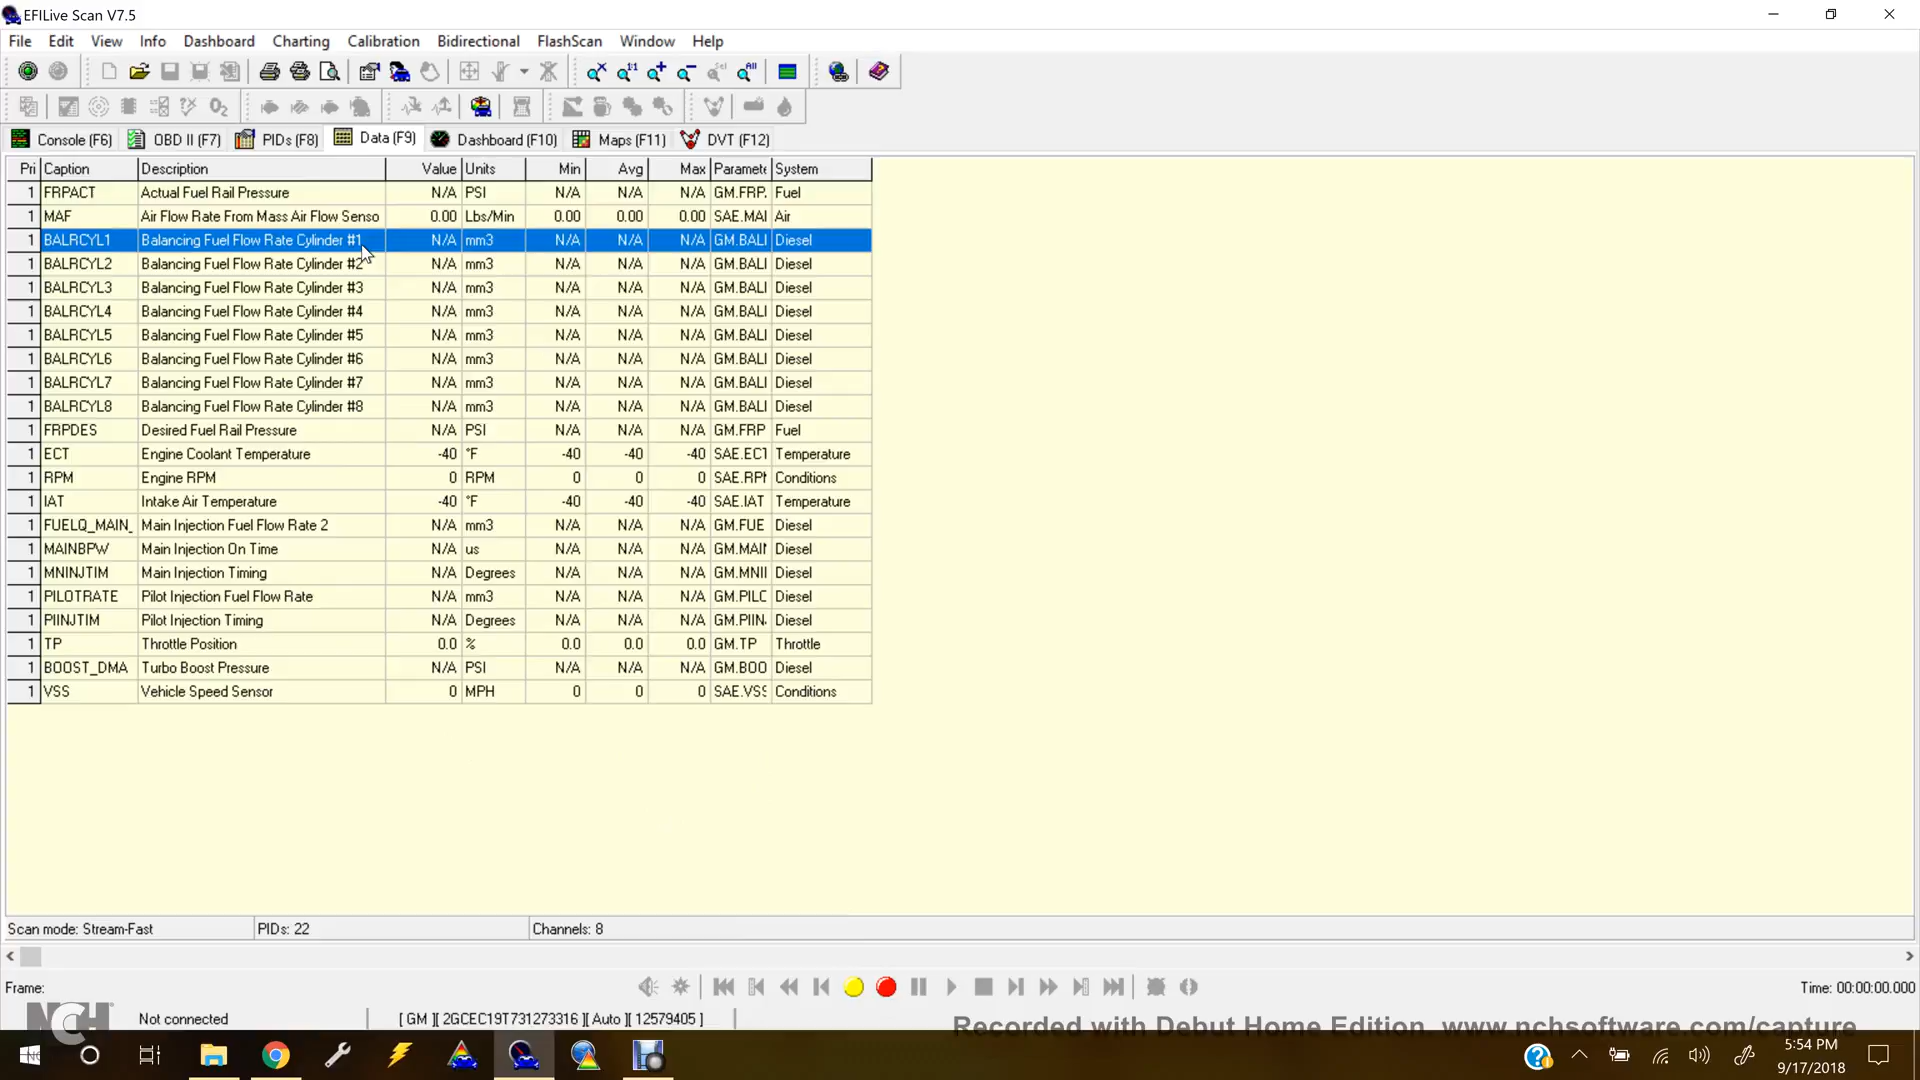 EFILive Scan V7.5
File Edit View Info Dashboard Charting Calibration Bidirectional FlashScan Window Help
Console (F6) OBD II (F7) PIDs (F8) Data (F9) Dashboard (F10) Maps (F11) DVT (F12)
Pri Caption Description Value Units Min Avg Max Paramete System
1 FRPACT Actual Fuel Rail Pressure N/A PSI N/A N/A N/A GM.FRP. Fuel
1 MAF Air Flow Rate From Mass Air Flow Senso 0.00 Lbs/Min 0.00 0.00 0.00 SAE.MAI Air
1 BALRCYL1 Balancing Fuel Flow Rate Cylinder #1 N/A mm3 N/A N/A N/A GM.BALI Diesel
1 BALRCYL2 Balancing Fuel Flow Rate Cylinder #2 N/A mm3 N/A N/A N/A GM.BALI Diesel
1 BALRCYL3 Balancing Fuel Flow Rate Cylinder #3 N/A mm3 N/A N/A N/A GM.BALI Diesel
1 BALRCYL4 Balancing Fuel Flow Rate Cylinder #4 N/A mm3 N/A N/A N/A GM.BALI Diesel
1 BALRCYL5 Balancing Fuel Flow Rate Cylinder #5 N/A mm3 N/A N/A N/A GM.BALI Diesel
1 BALRCYL6 Balancing Fuel Flow Rate Cylinder #6 N/A mm3 N/A N/A N/A GM.BALI Diesel
1 BALRCYL7 Balancing Fuel Flow Rate Cylinder #7 N/A mm3 N/A N/A N/A GM.BALI Diesel
1 BALRCYL8 Balancing Fuel Flow Rate Cylinder #8 N/A mm3 N/A N/A N/A GM.BALI Diesel
1 FRPDES Desired Fuel Rail Pressure N/A PSI N/A N/A N/A GM.FRP Fuel
1 ECT Engine Coolant Temperature -40 °F -40 -40 -40 SAE.ECT Temperature
1 RPM Engine RPM 0 RPM 0 0 0 SAE.RPM Conditions
1 IAT Intake Air Temperature -40 °F -40 -40 -40 SAE.IAT Temperature
1 FUELQ_MAIN_ Main Injection Fuel Flow Rate 2 N/A mm3 N/A N/A N/A GM.FUE Diesel
1 MAINBPW Main Injection On Time N/A us N/A N/A N/A GM.MAIN Diesel
1 MNINJTIM Main Injection Timing N/A Degrees N/A N/A N/A GM.MNII Diesel
1 PILOTRATE Pilot Injection Fuel Flow Rate N/A mm3 N/A N/A N/A GM.PILC Diesel
1 PIINJTIM Pilot Injection Timing N/A Degrees N/A N/A N/A GM.PIIN. Diesel
1 TP Throttle Position 0.0 % 0.0 0.0 0.0 GM.TP Throttle
1 BOOST_DMA Turbo Boost Pressure N/A PSI N/A N/A N/A GM.BOO Diesel
1 VSS Vehicle Speed Sensor 0 MPH 0 0 0 SAE.VSS Conditions
Scan mode: Stream-Fast PIDs: 22 Channels: 8
Frame: Time: 00:00:00.000
NCH
Not connected [ GM ][ 2GCEC19T731273316 ][ Auto ][ 12579405 ]
Recorded with Debut Home Edition www.nchsoftware.com/capture
5:54 PM
9/17/2018